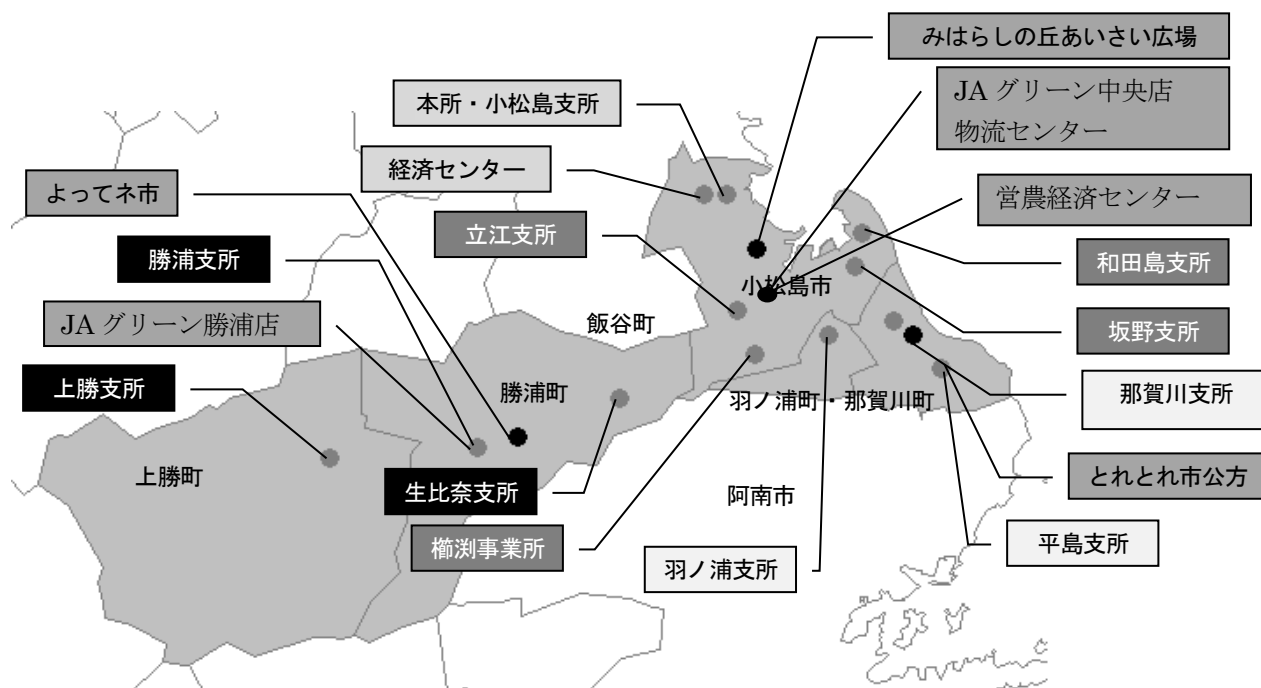 みはらしの丘あいさい広場
JAグリーン中央店
物流センター
本所・小松島支所
経済センター
よってネ市
営農経済センター
立江支所
勝浦支所
和田島支所
小松島市
JAグリーン勝浦店
飯谷町
坂野支所
上勝支所
勝浦町
羽ノ浦町・那賀川町
那賀川支所
上勝町
生比奈支所
阿南市
とれとれ市公方
櫛渕事業所
羽ノ浦支所
平島支所